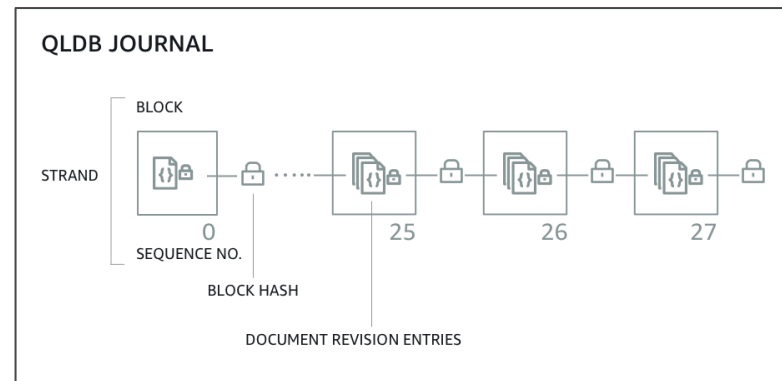 QLDB JOURNAL
BLOCK
STRAND
{} {} {} {}
0 25 26 27
SEQUENCE NO.
BLOCK HASH
DOCUMENT REVISION ENTRIES